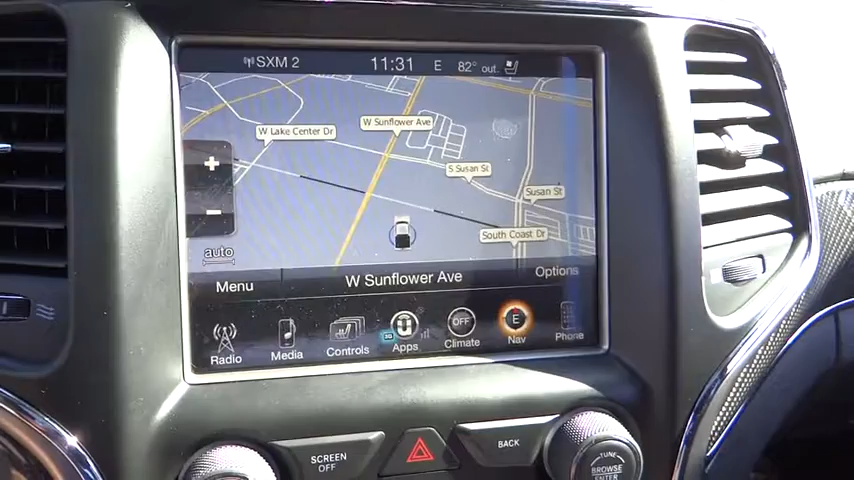 SXM 2 11:31 E 82° out.
W Lake Center Dr
W Sunflower Ave
S Susan St
Susan St
South Coast Dr
+
−
auto
Menu W Sunflower Ave Options
Radio Media Controls 3G Apps OFF Climate E Nav Phone
SCREEN OFF
BACK
TUNE
BROWSE
ENTER